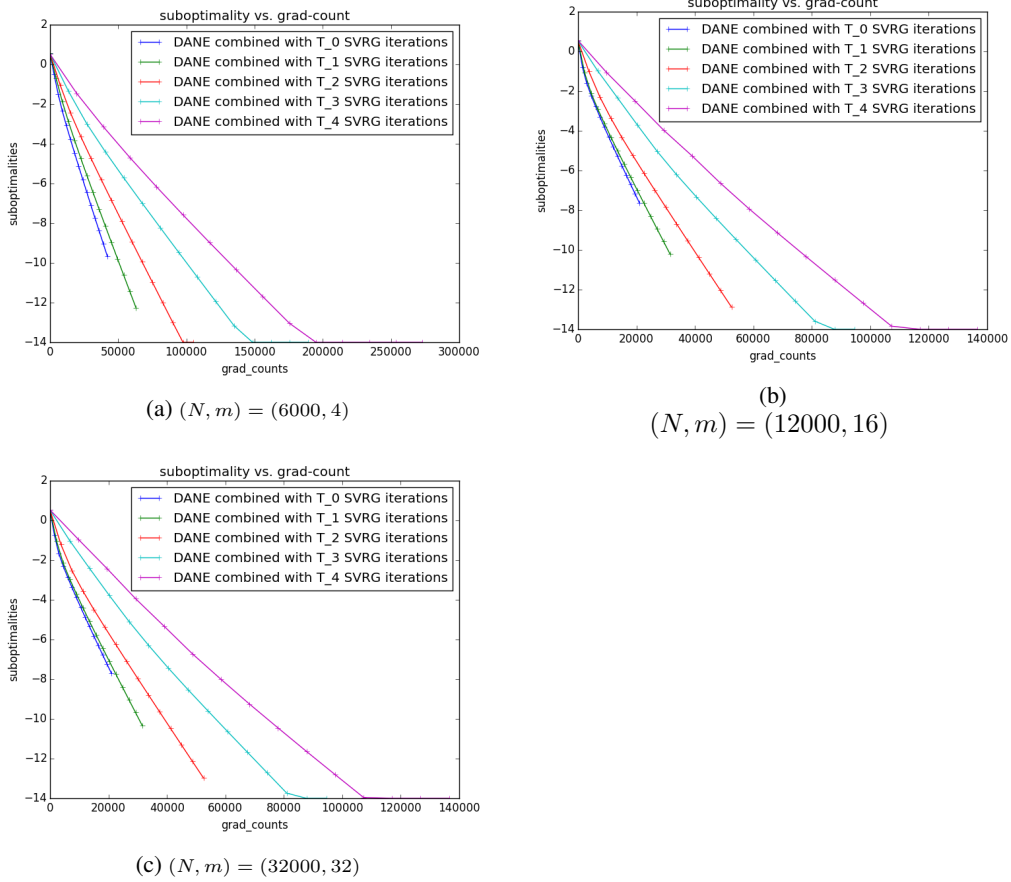 suboptimality vs. grad-count
2
0
−2
−4
−6
−8
−10
−12
−14
suboptimalities
DANE combined with T_0 SVRG iterations
DANE combined with T_1 SVRG iterations
DANE combined with T_2 SVRG iterations
DANE combined with T_3 SVRG iterations
DANE combined with T_4 SVRG iterations
0 50000 100000 150000 200000 250000 300000
grad_counts
(a) (N, m) = (6000, 4)
suboptimality vs. grad-count
2
0
−2
−4
−6
−8
−10
−12
−14
suboptimalities
DANE combined with T_0 SVRG iterations
DANE combined with T_1 SVRG iterations
DANE combined with T_2 SVRG iterations
DANE combined with T_3 SVRG iterations
DANE combined with T_4 SVRG iterations
0 20000 40000 60000 80000 100000 120000 140000
grad_counts
(b)
(N, m) = (12000, 16)
suboptimality vs. grad-count
2
0
−2
−4
−6
−8
−10
−12
−14
suboptimalities
DANE combined with T_0 SVRG iterations
DANE combined with T_1 SVRG iterations
DANE combined with T_2 SVRG iterations
DANE combined with T_3 SVRG iterations
DANE combined with T_4 SVRG iterations
0 20000 40000 60000 80000 100000 120000 140000
grad_counts
(c) (N, m) = (32000, 32)